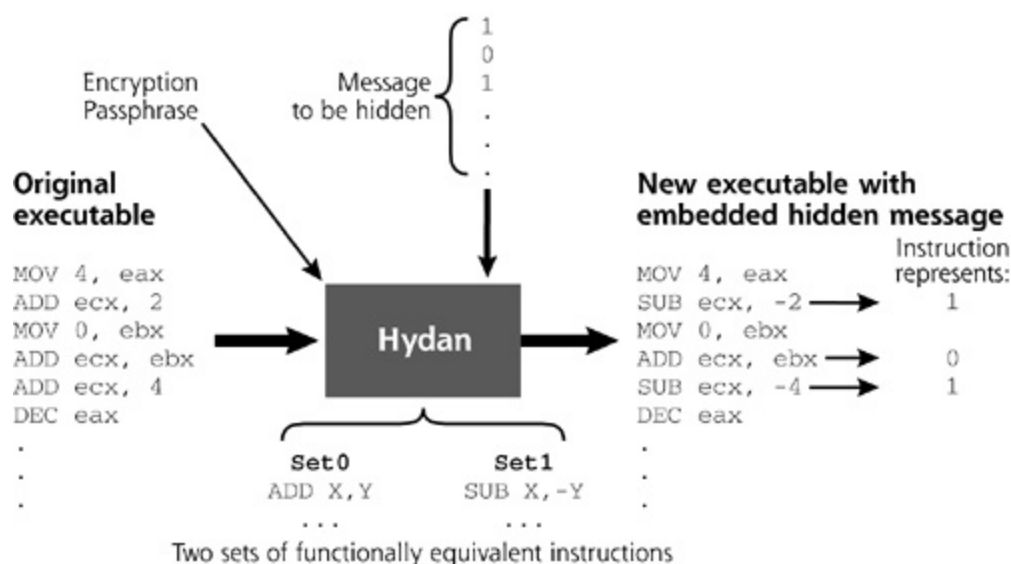 1
0
1
.
.
.
Message
to be hidden
Encryption
Passphrase
Original
executable
MOV 4, eax
ADD ecx, 2
MOV 0, ebx
ADD ecx, ebx
ADD ecx, 4
DEC eax
.
.
.
Hydan
Set0
ADD X,Y
...
Set1
SUB X,-Y
...
Two sets of functionally equivalent instructions
New executable with
embedded hidden message
Instruction
represents:
MOV 4, eax
SUB ecx, -2 1
MOV 0, ebx
ADD ecx, ebx 0
SUB ecx, -4 1
DEC eax
.
.
.